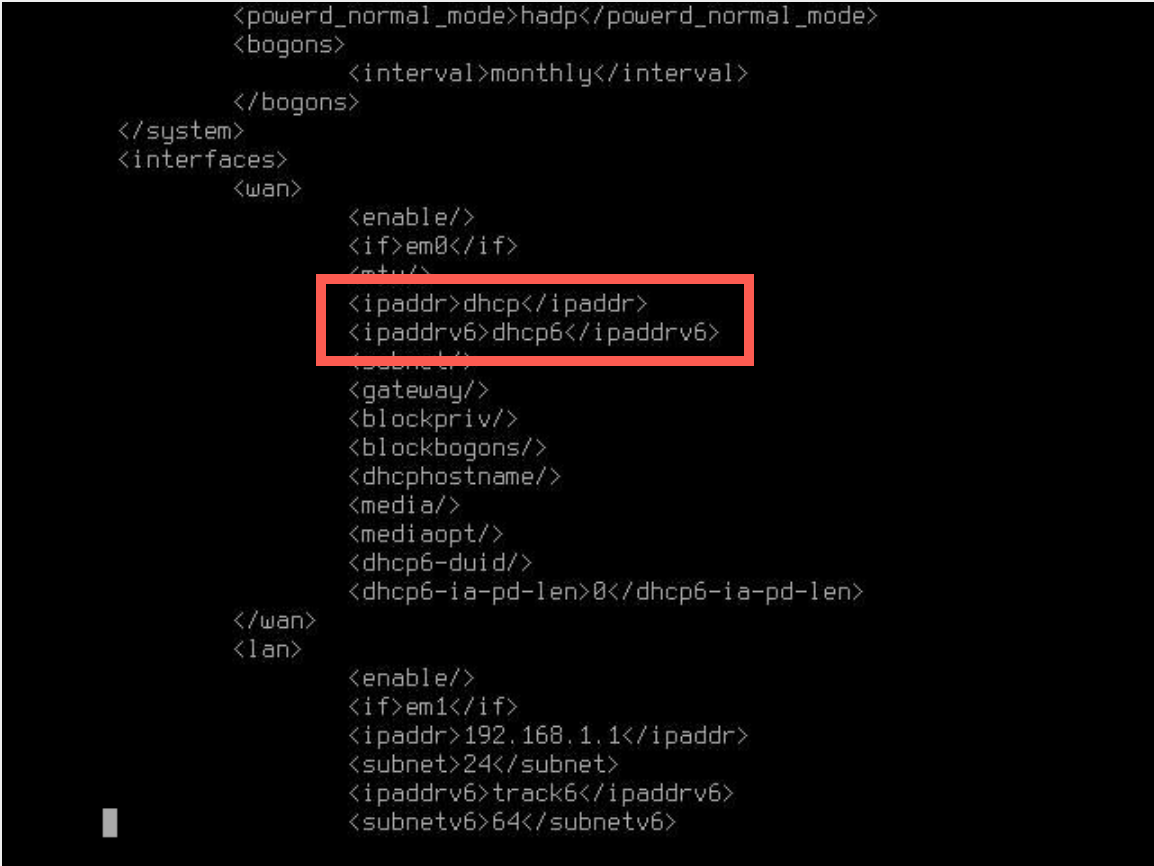 <powerd_normal_mode>hadp</powerd_normal_mode>
<bogons>
<interval>monthly</interval>
</bogons>
</system>
<interfaces>
<wan>
<enable/>
<if>em0</if>
<mtu/>
<ipaddr>dhcp</ipaddr>
<ipaddrv6>dhcp6</ipaddrv6>
<subnet/>
<gateway/>
<blockpriv/>
<blockbogons/>
<dhcphostname/>
<media/>
<mediaopt/>
<dhcp6-duid/>
<dhcp6-ia-pd-len>0</dhcp6-ia-pd-len>
</wan>
<lan>
<enable/>
<if>em1</if>
<ipaddr>192.168.1.1</ipaddr>
<subnet>24</subnet>
<ipaddrv6>track6</ipaddrv6>
<subnetv6>64</subnetv6>